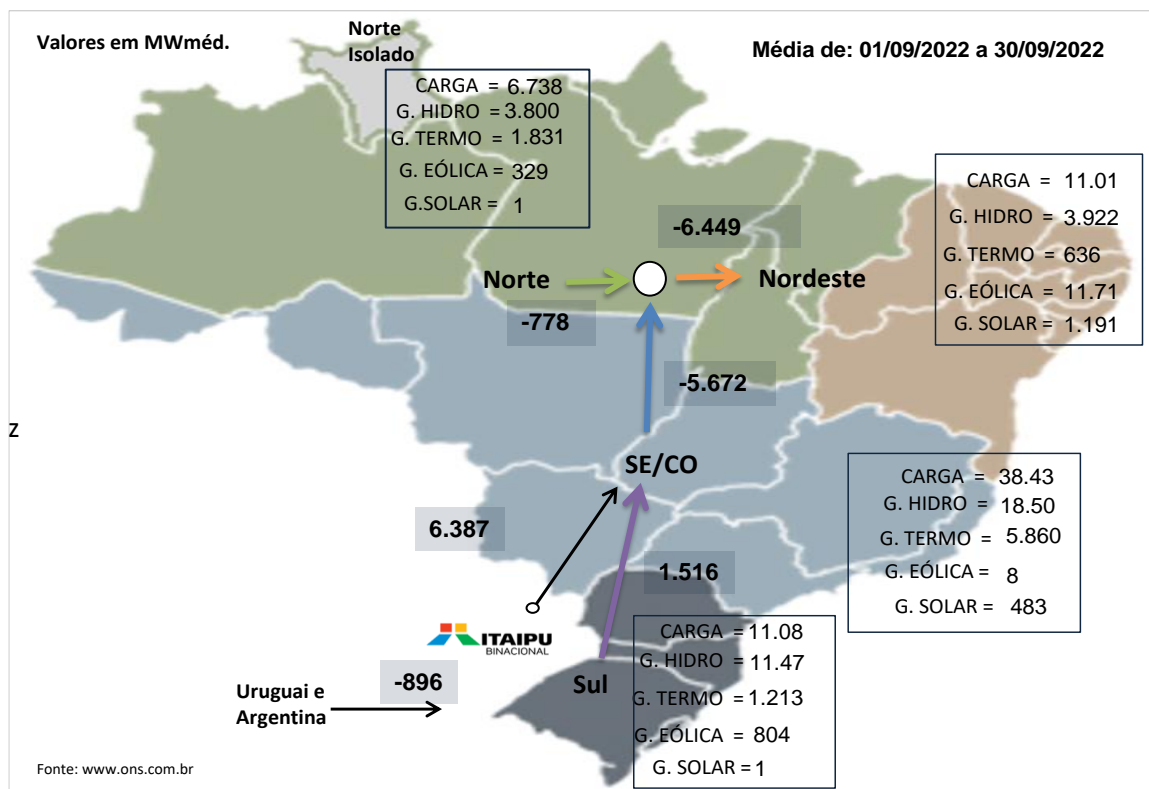 Valores em MWméd.
Norte
Isolado
Média de: 01/09/2022 a 30/09/2022
CARGA = 6.738
G. HIDRO = 3.800
G. TERMO = 1.831
G. EÓLICA = 329
G.SOLAR = 1
CARGA = 11.01
G. HIDRO = 3.922
G. TERMO = 636
G. EÓLICA = 11.71
G. SOLAR = 1.191
-6.449
Norte
Nordeste
-778
-5.672
Z
SE/CO
CARGA = 38.43
G. HIDRO = 18.50
G. TERMO = 5.860
G. EÓLICA = 8
G. SOLAR = 483
6.387
1.516
ITAIPU
BINACIONAL
CARGA = 11.08
G. HIDRO = 11.47
G. TERMO = 1.213
G. EÓLICA = 804
G. SOLAR = 1
-896
Sul
Uruguai e
Argentina
Fonte: www.ons.com.br